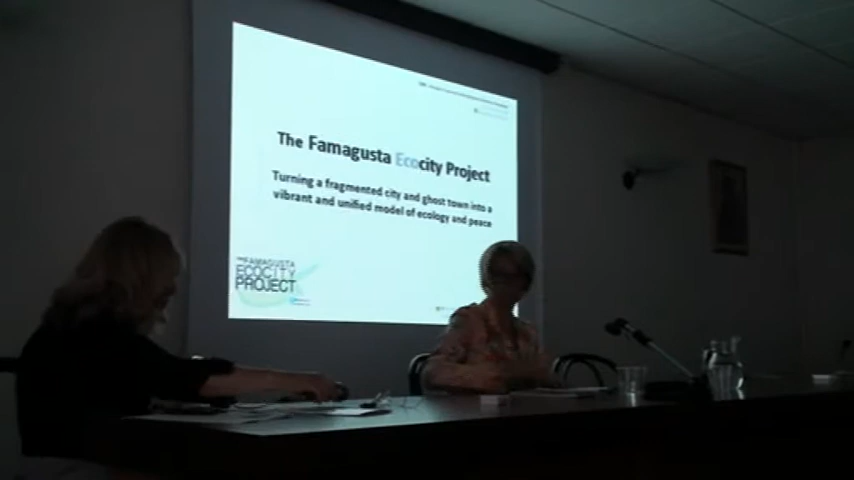 The Famagusta Ecocity Project
Turning a fragmented city and ghost town into a
vibrant and unified model of ecology and peace
THE FAMAGUSTA
ECOCITY
PROJECT